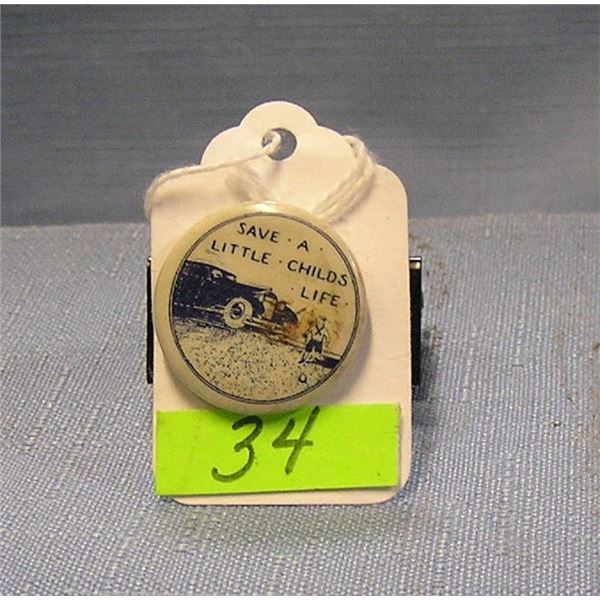 SAVE · A ·
LITTLE · CHILDS
· LIFE ·
34